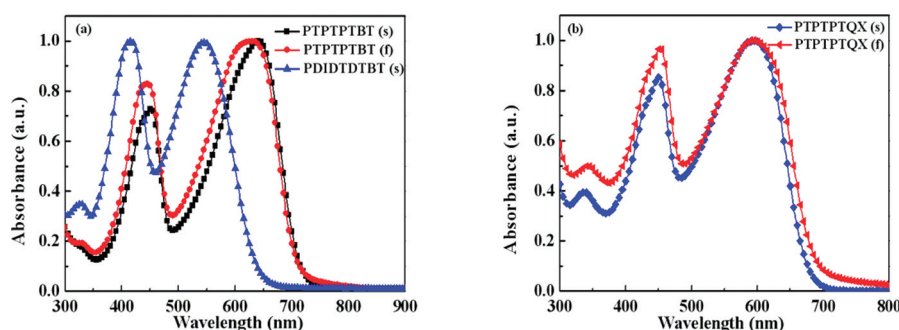 (a)
PTPTPTBT (s)
PTPTPTBT (f)
PDIDTDTBT (s)
Absorbance (a.u.)
1.0
0.8
0.6
0.4
0.2
0.0
300 400 500 600 700 800 900
Wavelength (nm)
(b)
PTPTPTQX (s)
PTPTPTQX (f)
Absorbance (a.u.)
1.0
0.8
0.6
0.4
0.2
0.0
300 400 500 600 700 800
Wavelength (nm)